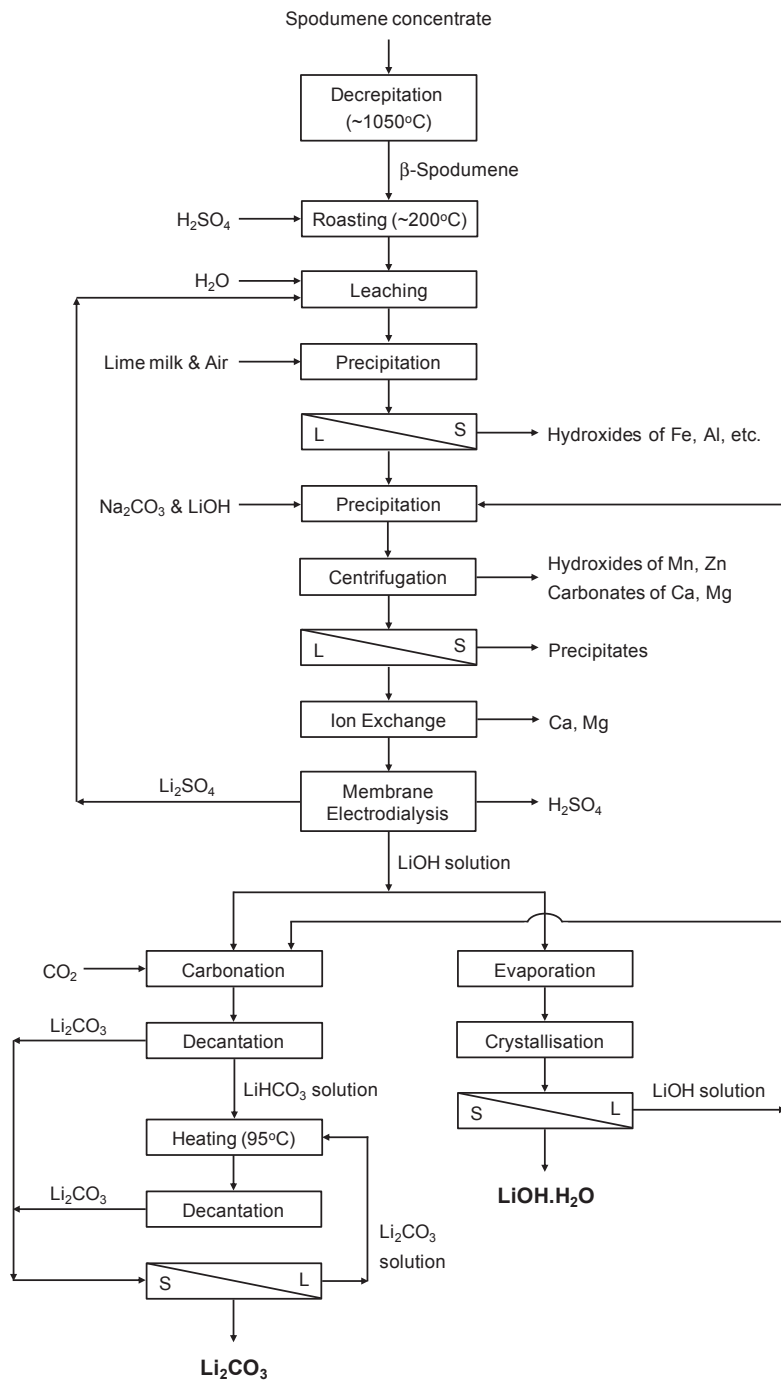 Spodumene concentrate
Decrepitation
(~1050°C)
β-Spodumene
H₂SO₄
Roasting (~200°C)
H₂O
Leaching
Lime milk & Air
Precipitation
L
S
Hydroxides of Fe, Al, etc.
Na₂CO₃ & LiOH
Precipitation
Centrifugation
Hydroxides of Mn, Zn
Carbonates of Ca, Mg
L
S
Precipitates
Ion Exchange
Ca, Mg
Li₂SO₄
Membrane
Electrodialysis
H₂SO₄
LiOH solution
CO₂
Carbonation
Evaporation
Li₂CO₃
Decantation
Crystallisation
LiHCO₃ solution
S
L
LiOH solution
Heating (95°C)
LiOH.H₂O
Li₂CO₃
Decantation
Li₂CO₃
solution
S
L
Li₂CO₃